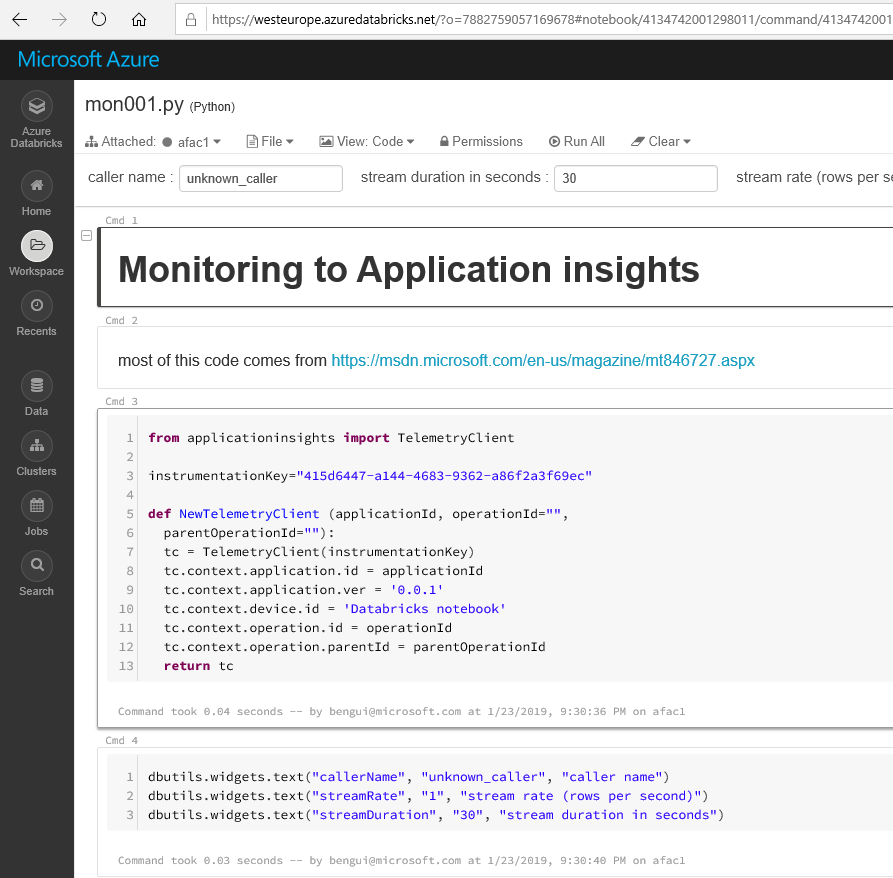 https://westeurope.azuredatabricks.net/?o=7882759057169678#notebook/4134742001298011/command/4134742001
Microsoft Azure
Azure
Databricks
Home
Workspace
Recents
Data
Clusters
Jobs
Search
mon001.py (Python)
Attached: afac1 File View: Code Permissions Run All Clear
caller name : unknown_caller stream duration in seconds : 30 stream rate (rows per se
Cmd 1
Monitoring to Application insights
Cmd 2
most of this code comes from https://msdn.microsoft.com/en-us/magazine/mt846727.aspx
Cmd 3
1 from applicationinsights import TelemetryClient
2
3 instrumentationKey="415d6447-a144-4683-9362-a86f2a3f69ec"
4
5 def NewTelemetryClient (applicationId, operationId="",
6 parentOperationId=""):
7 tc = TelemetryClient(instrumentationKey)
8 tc.context.application.id = applicationId
9 tc.context.application.ver = '0.0.1'
10 tc.context.device.id = 'Databricks notebook'
11 tc.context.operation.id = operationId
12 tc.context.operation.parentId = parentOperationId
13 return tc
Command took 0.04 seconds -- by bengui@microsoft.com at 1/23/2019, 9:30:36 PM on afac1
Cmd 4
1 dbutils.widgets.text("callerName", "unknown_caller", "caller name")
2 dbutils.widgets.text("streamRate", "1", "stream rate (rows per second)")
3 dbutils.widgets.text("streamDuration", "30", "stream duration in seconds")
Command took 0.03 seconds -- by bengui@microsoft.com at 1/23/2019, 9:30:40 PM on afac1